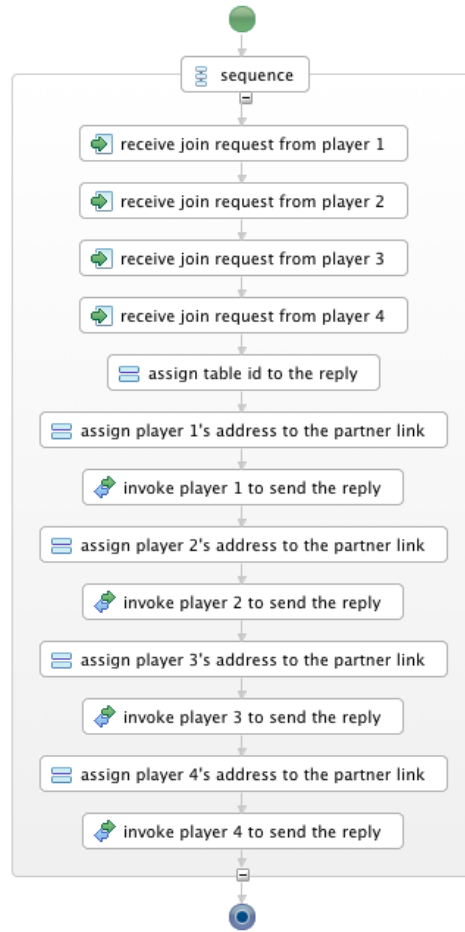 sequence
receive join request from player 1
receive join request from player 2
receive join request from player 3
receive join request from player 4
assign table id to the reply
assign player 1's address to the partner link
invoke player 1 to send the reply
assign player 2's address to the partner link
invoke player 2 to send the reply
assign player 3's address to the partner link
invoke player 3 to send the reply
assign player 4's address to the partner link
invoke player 4 to send the reply